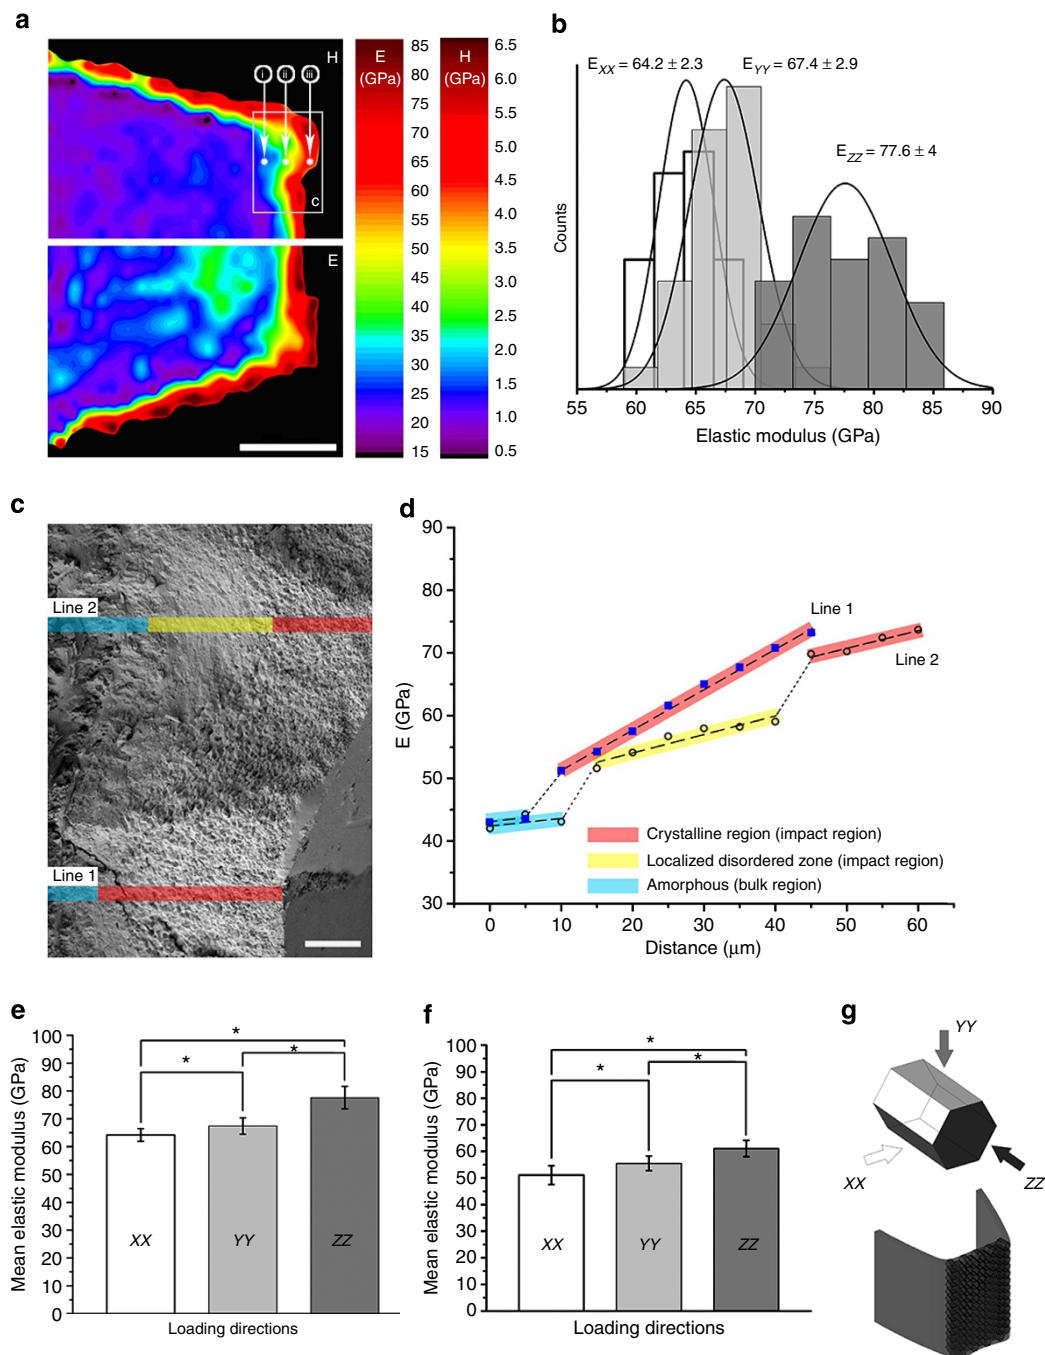 a
H
i
ii
iii
c
E
E
(GPa)
85
80
75
70
65
60
55
50
45
40
35
30
25
20
15
H
(GPa)
6.5
6.0
5.5
5.0
4.5
4.0
3.5
3.0
2.5
2.0
1.5
1.0
0.5
b
E_XX = 64.2 ± 2.3
E_YY = 67.4 ± 2.9
E_ZZ = 77.6 ± 4
Counts
55 60 65 70 75 80 85 90
Elastic modulus (GPa)
c
Line 2
Line 1
d
90
80
70
60
50
40
30
E (GPa)
Line 1
Line 2
Crystalline region (impact region)
Localized disordered zone (impact region)
Amorphous (bulk region)
0 10 20 30 40 50 60
Distance (μm)
e
100
90
80
70
60
50
40
30
20
10
0
Mean elastic modulus (GPa)
*
* *
XX YY ZZ
Loading directions
f
100
90
80
70
60
50
40
30
20
10
0
Mean elastic modulus (GPa)
*
* *
XX YY ZZ
Loading directions
g
YY
XX
ZZ